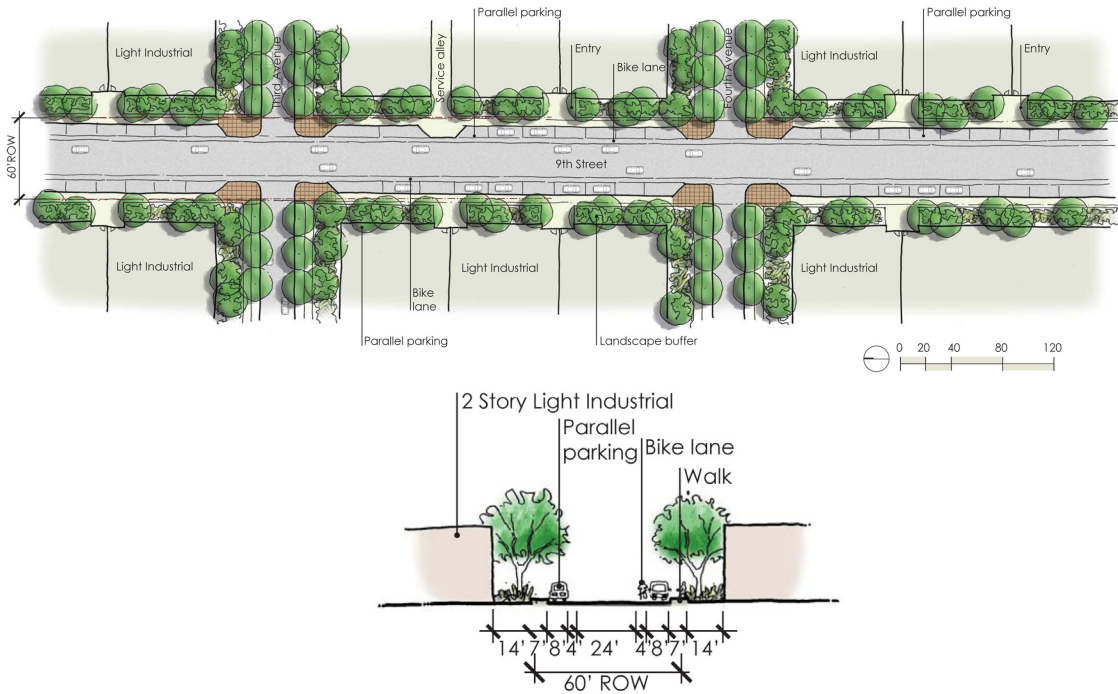 Parallel parking
Parallel parking
Light Industrial
Third Avenue
Service alley
Entry
Bike lane
Fourth Avenue
Light Industrial
Entry
60' ROW
9th Street
Light Industrial
Light Industrial
Light Industrial
Bike
lane
Parallel parking
Landscape buffer
0 20 40 80 120
2 Story Light Industrial
Parallel
parking
Bike lane
Walk
14' 7' 8' 4' 24' 4' 8' 7' 14'
60' ROW